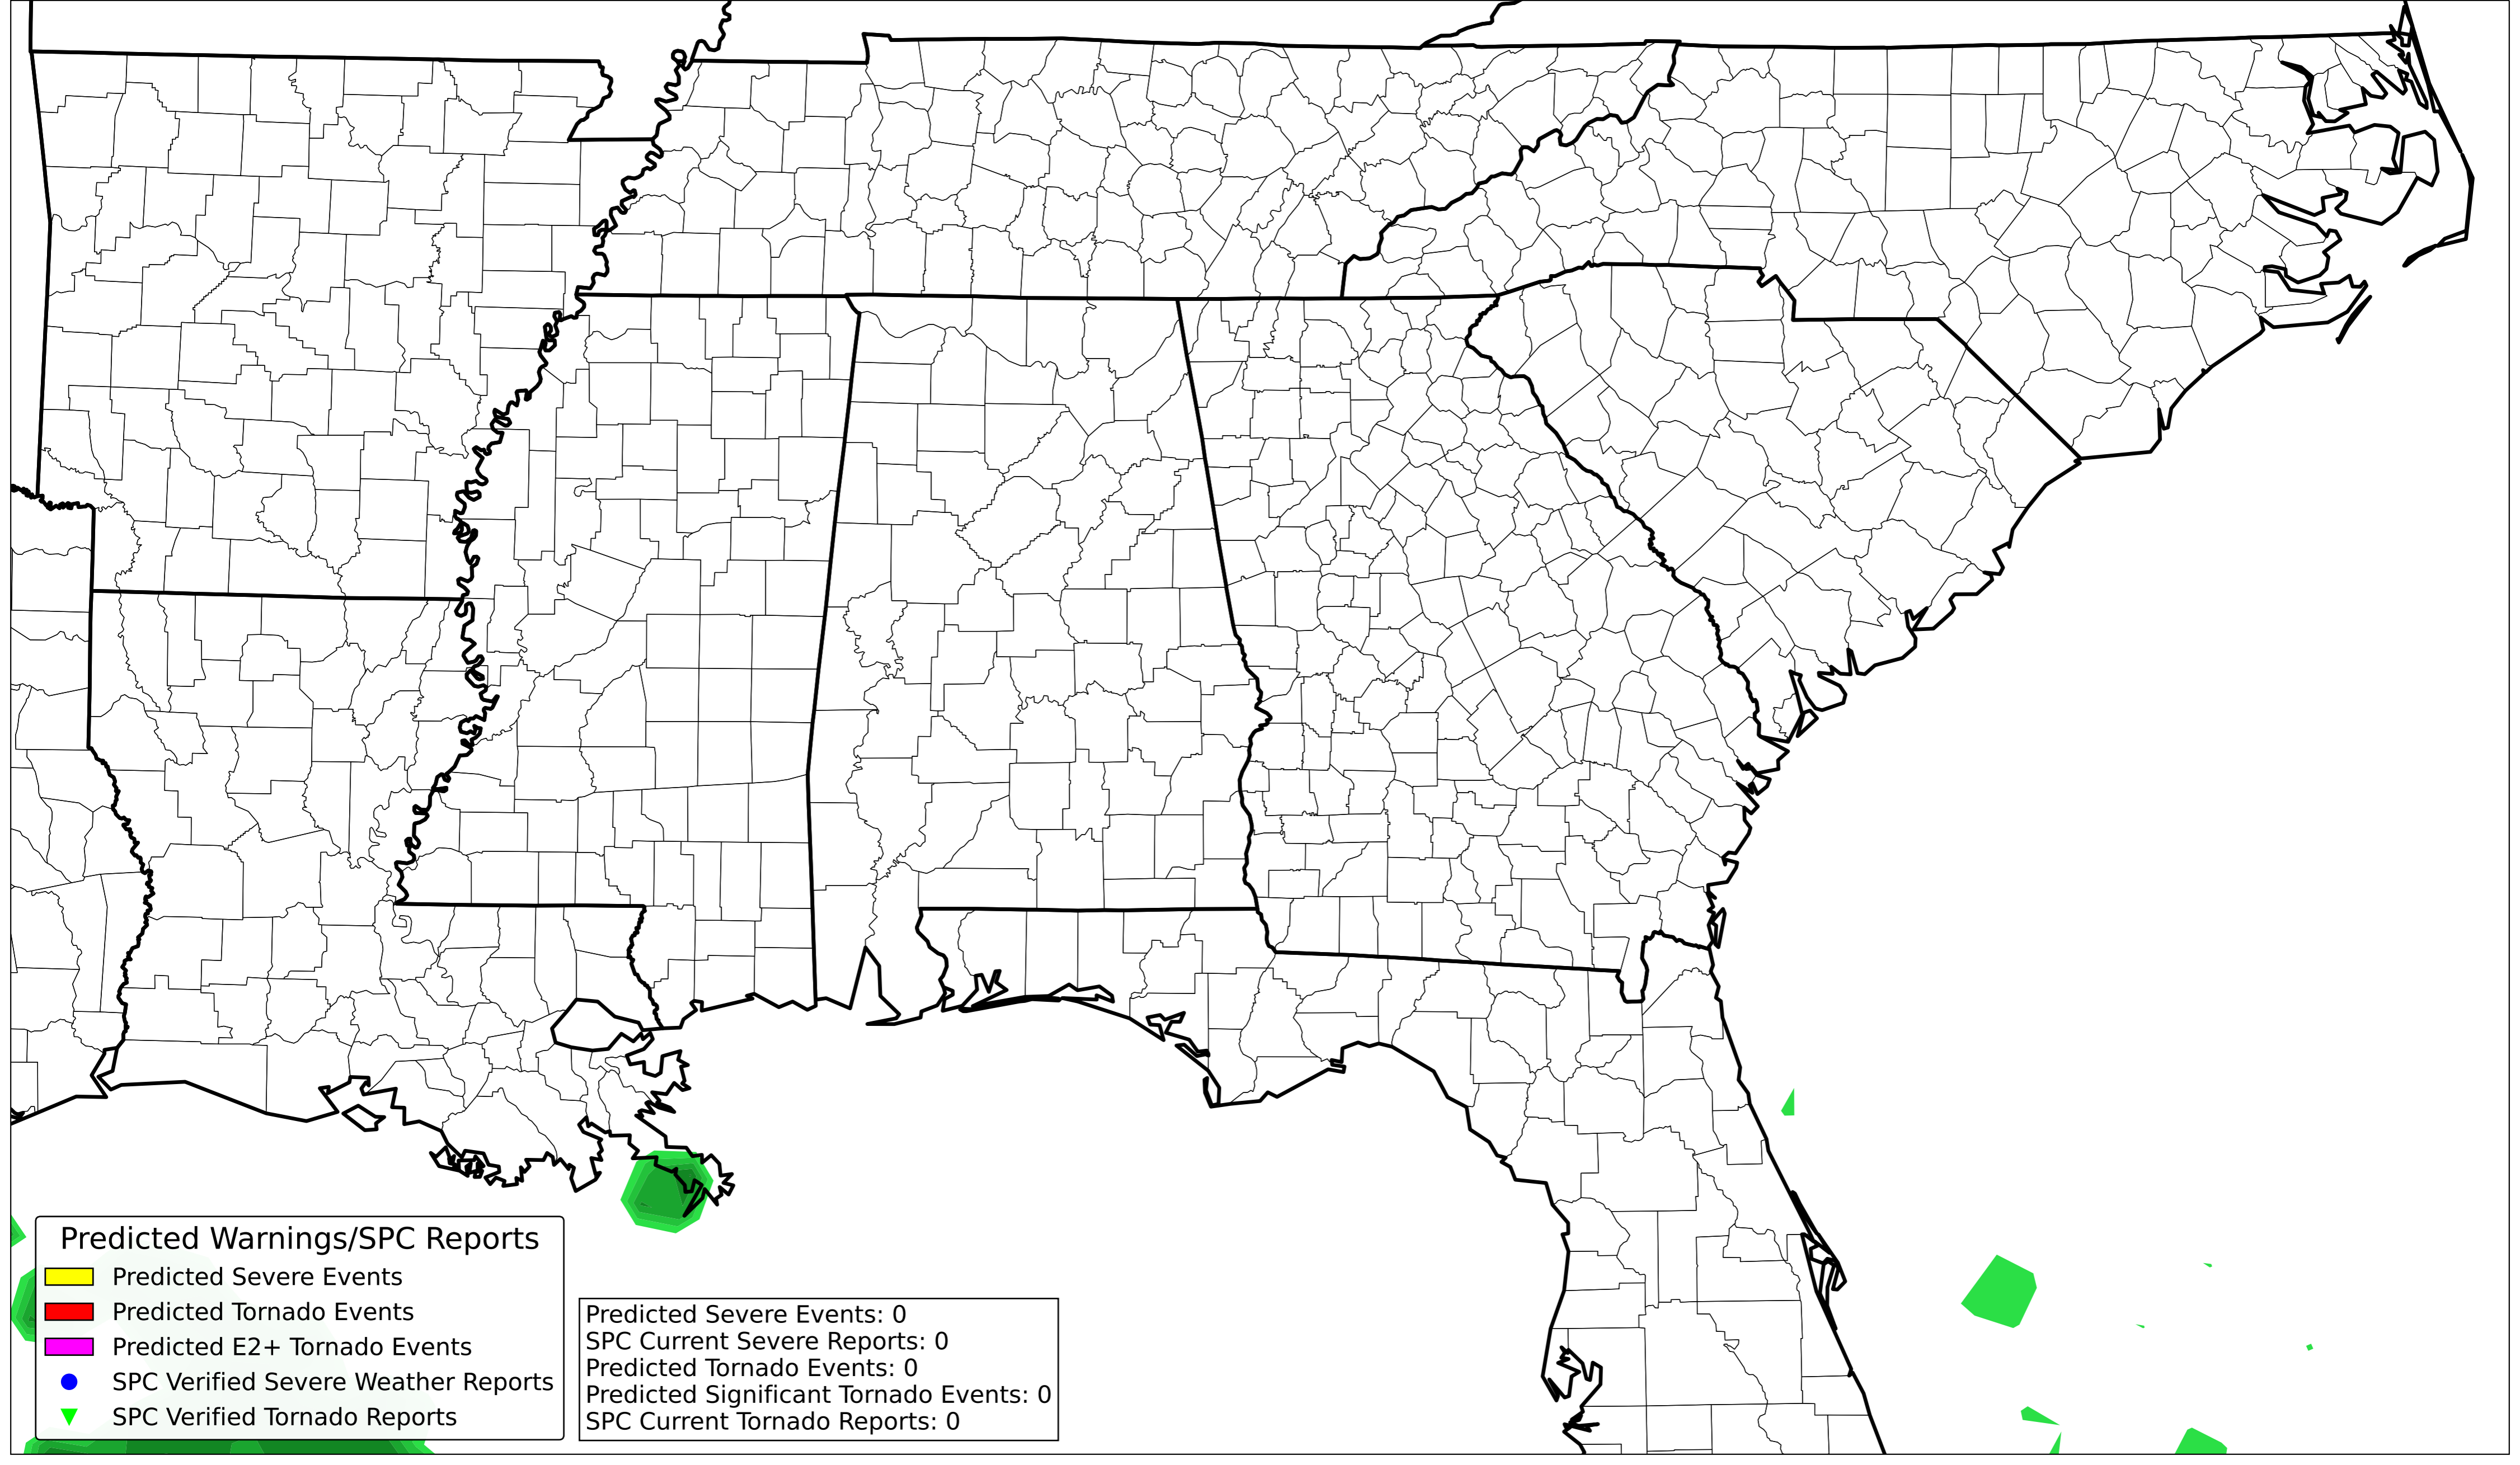 Predicted Warnings/SPC Reports
Predicted Severe Events
Predicted Tornado Events
Predicted E2+ Tornado Events
SPC Verified Severe Weather Reports
SPC Verified Tornado Reports
Predicted Severe Events: 0
SPC Current Severe Reports: 0
Predicted Tornado Events: 0
Predicted Significant Tornado Events: 0
SPC Current Tornado Reports: 0